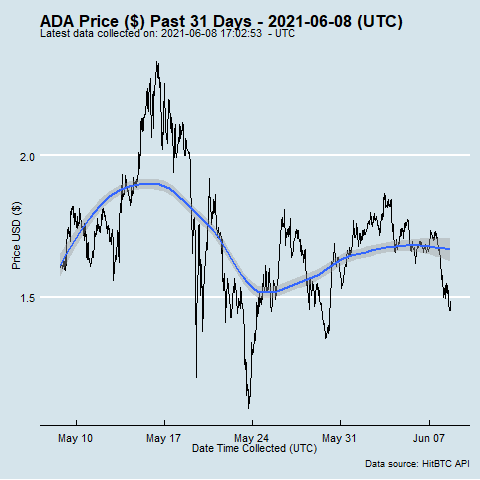 ADA Price ($) Past 31 Days - 2021-06-08 (UTC)
Latest data collected on: 2021-06-08 17:02:53 - UTC
2.0
1.5
Price USD ($)
May 10 May 17 May 24 May 31 Jun 07
Date Time Collected (UTC)
Data source: HitBTC API